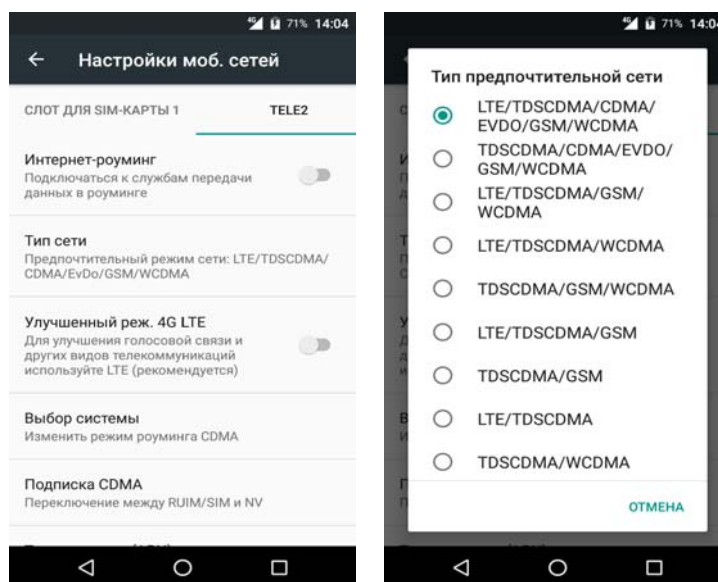 4G 71% 14:04
Настройки моб. сетей
СЛОТ ДЛЯ SIM-КАРТЫ 1 TELE2
Интернет-роуминг
Подключаться к службам передачи
данных в роуминге
Тип сети
Предпочтительный режим сети: LTE/TDSCDMA/
CDMA/EvDo/GSM/WCDMA
Улучшенный реж. 4G LTE
Для улучшения голосовой связи и
других видов телекоммуникаций
используйте LTE (рекомендуется)
Выбор системы
Изменить режим роуминга CDMA
Подписка CDMA
Переключение между RUIM/SIM и NV
4G 71% 14:04
Тип предпочтительной сети
LTE/TDSCDMA/CDMA/
EVDO/GSM/WCDMA
TDSCDMA/CDMA/EVDO/
GSM/WCDMA
LTE/TDSCDMA/GSM/
WCDMA
LTE/TDSCDMA/WCDMA
TDSCDMA/GSM/WCDMA
LTE/TDSCDMA/GSM
TDSCDMA/GSM
LTE/TDSCDMA
TDSCDMA/WCDMA
ОТМЕНА